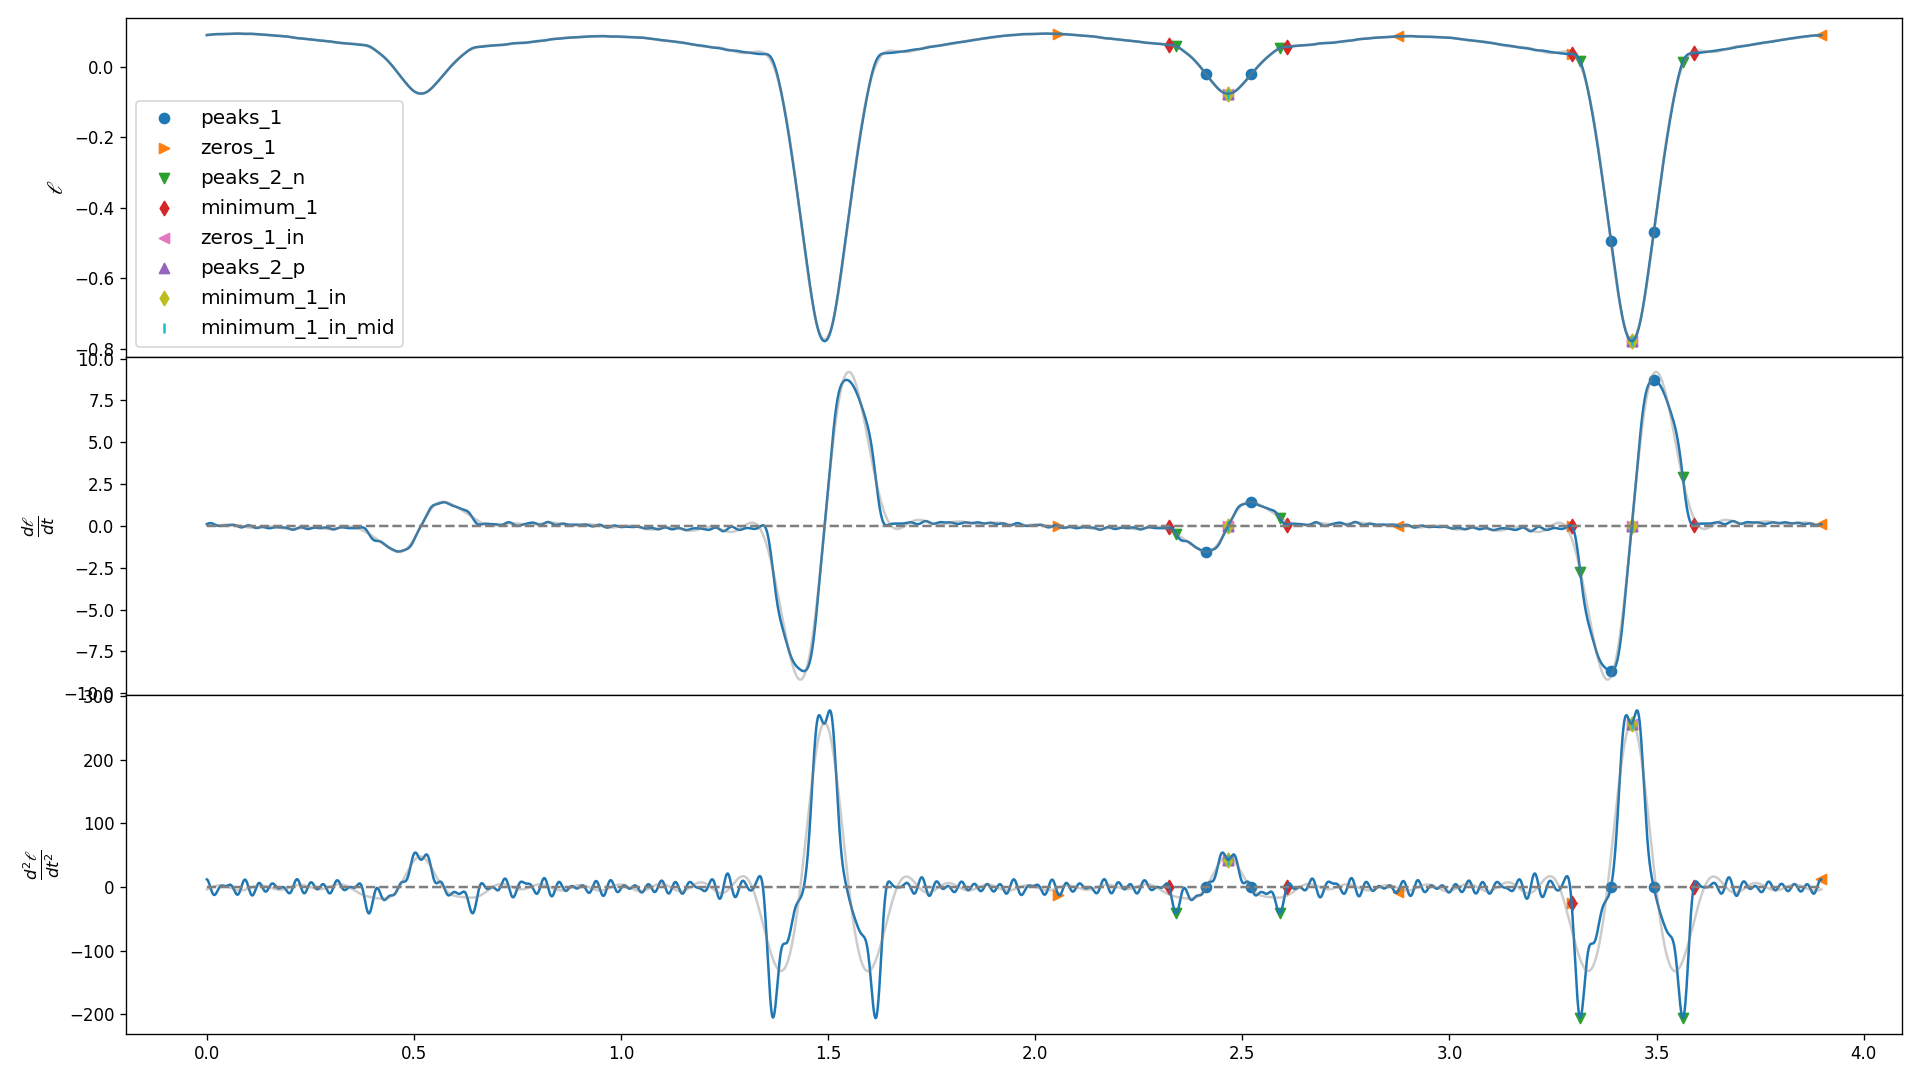 0.0
−0.2
−0.4
−0.6
−0.8
ℓ
peaks_1
zeros_1
peaks_2_n
minimum_1
zeros_1_in
peaks_2_p
minimum_1_in
minimum_1_in_mid
10.0
7.5
5.0
2.5
0.0
−2.5
−5.0
−7.5
−10.0
dℓ
dt
300
200
100
0
−100
−200
d²ℓ
dt²
0.0 0.5 1.0 1.5 2.0 2.5 3.0 3.5 4.0